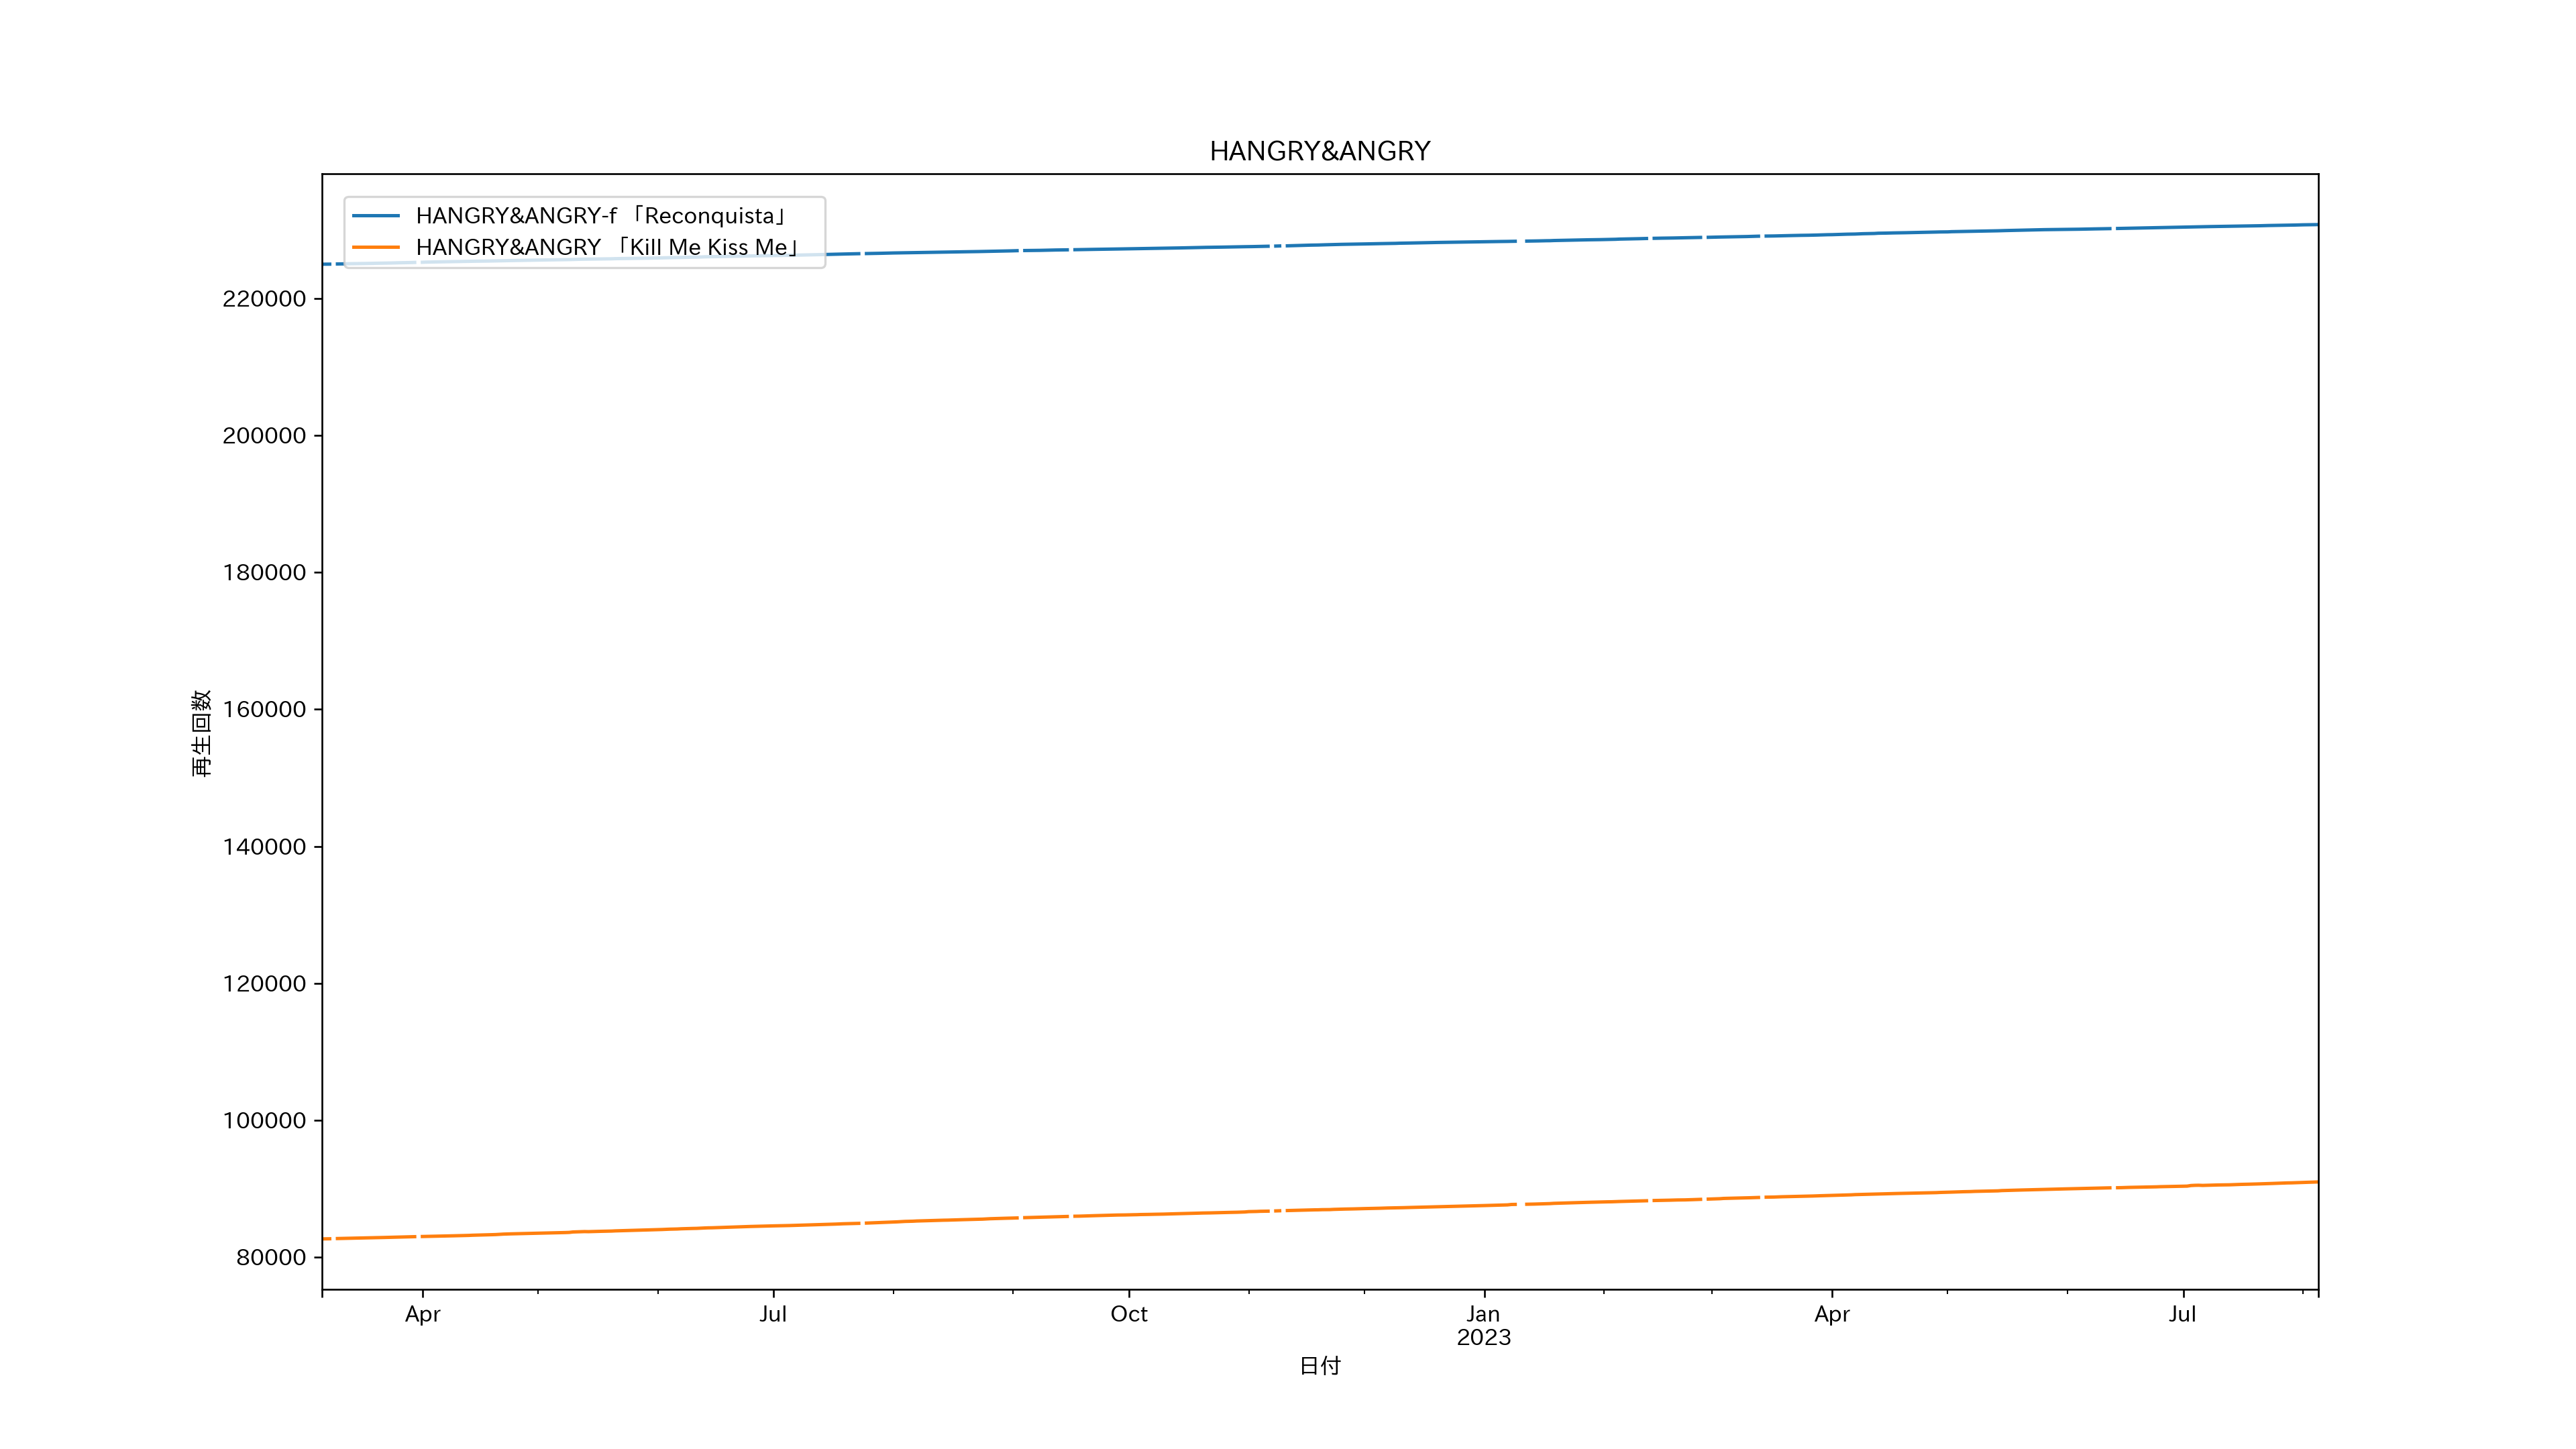 HANGRY&ANGRY
HANGRY&ANGRY-f 「Reconquista」
HANGRY&ANGRY 「Kill Me Kiss Me」
220000
200000
180000
160000
140000
120000
100000
80000
再生回数
Apr
Jul
Oct
Jan
2023
Apr
Jul
日付